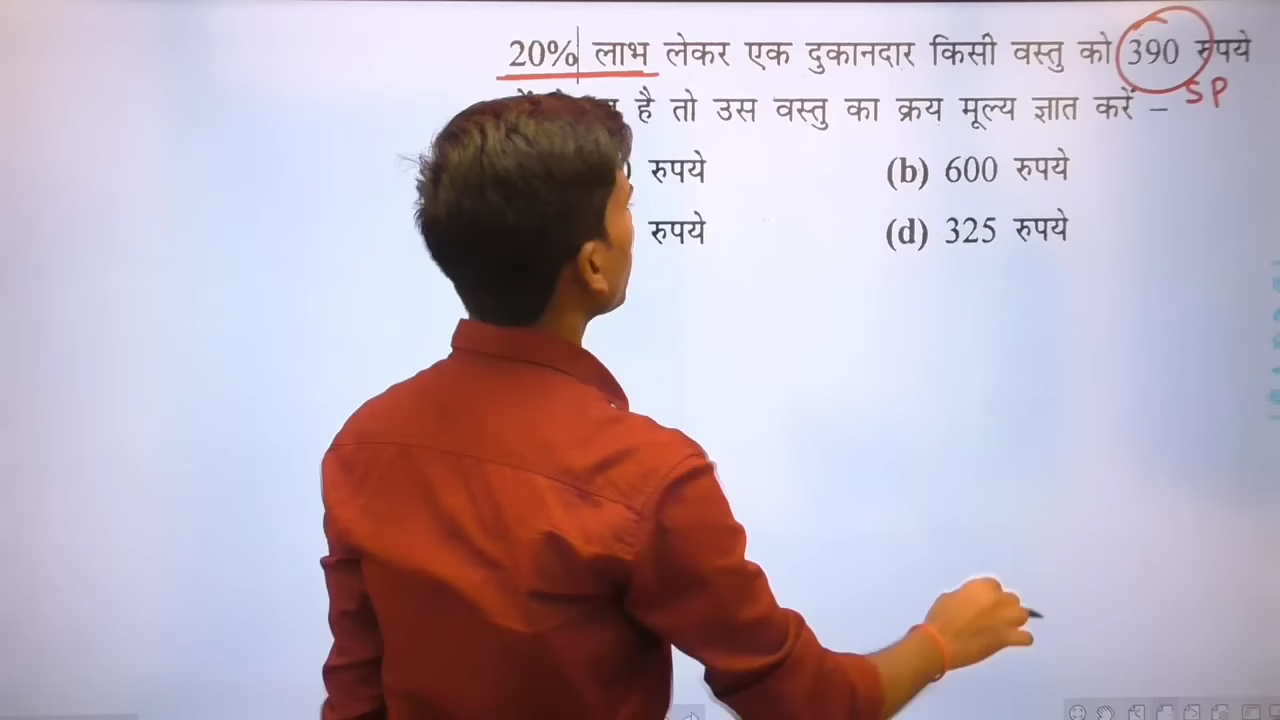 20% लाभ लेकर एक दुकानदार किसी वस्तु को 390 रुपये
SP
है तो उस वस्तु का क्रय मूल्य ज्ञात करें –
रुपये (b) 600 रुपये
रुपये (d) 325 रुपये